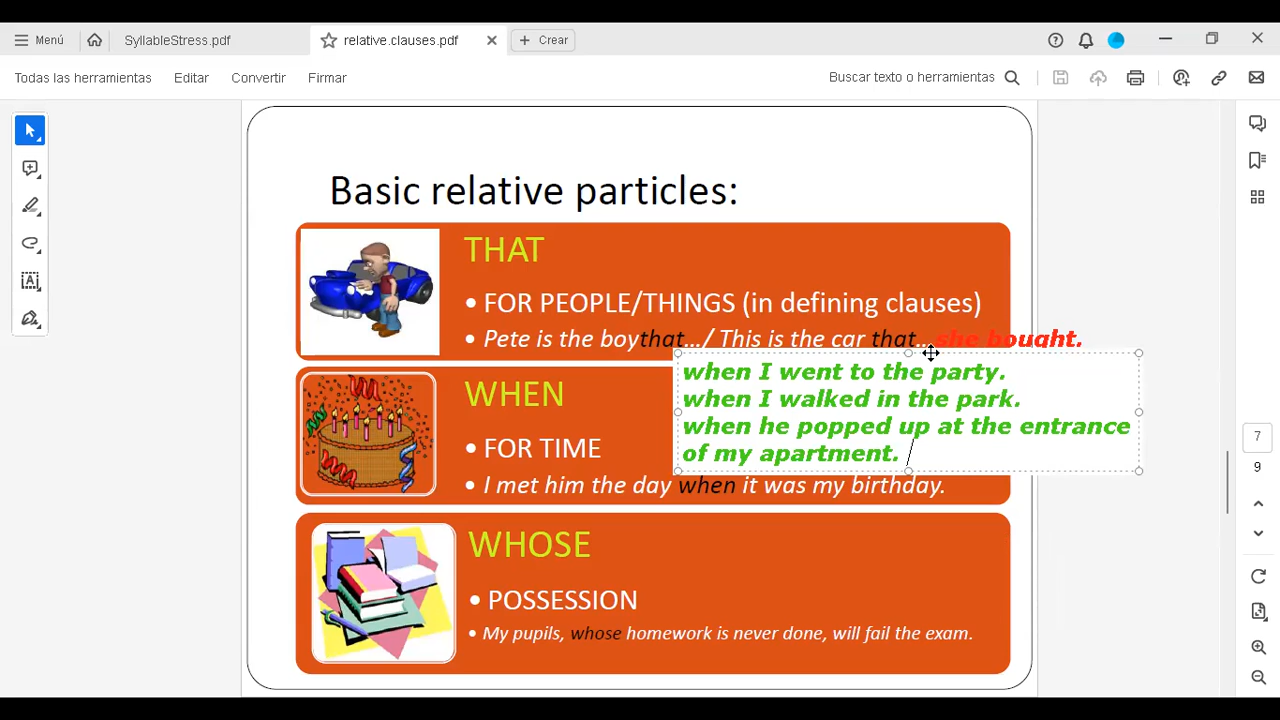 Menú SyllableStress.pdf relative.clauses.pdf Crear
Todas las herramientas Editar Convertir Firmar Buscar texto o herramientas
Basic relative particles:
THAT
• FOR PEOPLE/THINGS (in defining clauses)
• Pete is the boythat.../ This is the car that...she bought.
when I went to the party.
when I walked in the park.
when he popped up at the entrance
of my apartment.
WHEN
• FOR TIME
• I met him the day when it was my birthday.
WHOSE
• POSSESSION
• My pupils, whose homework is never done, will fail the exam.
7
9